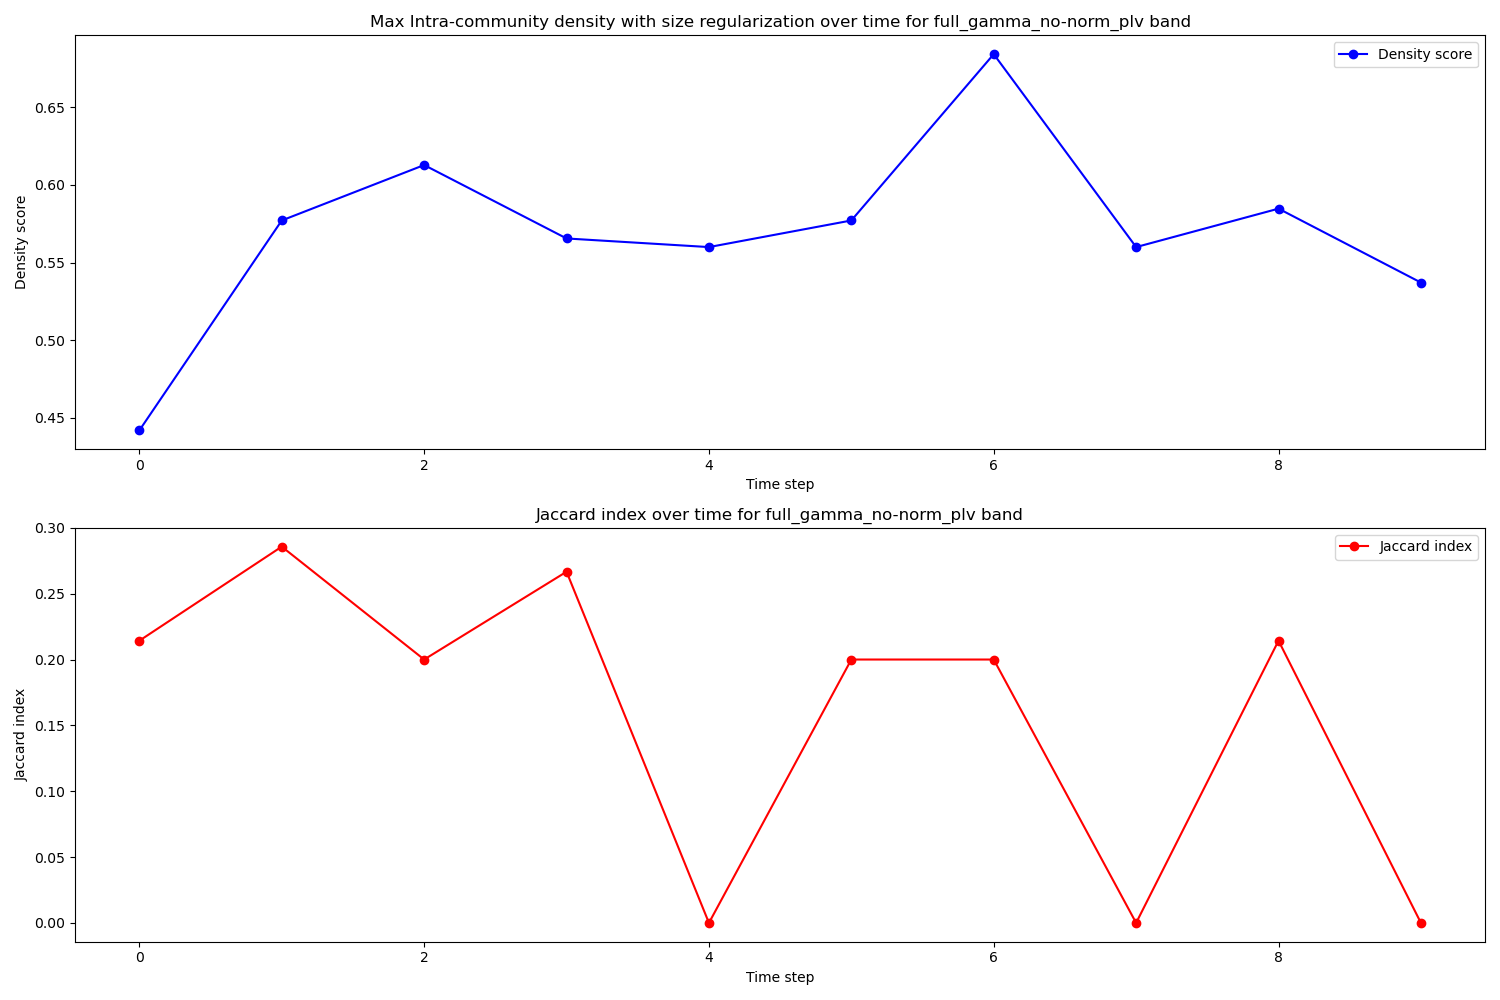 Max Intra-community density with size regularization over time for full_gamma_no-norm_plv band
Density score
0.65
0.60
0.55
0.50
0.45
Density score
0 2 4 6 8
Time step
Jaccard index over time for full_gamma_no-norm_plv band
Jaccard index
0.30
0.25
0.20
0.15
0.10
0.05
0.00
Jaccard index
0 2 4 6 8
Time step